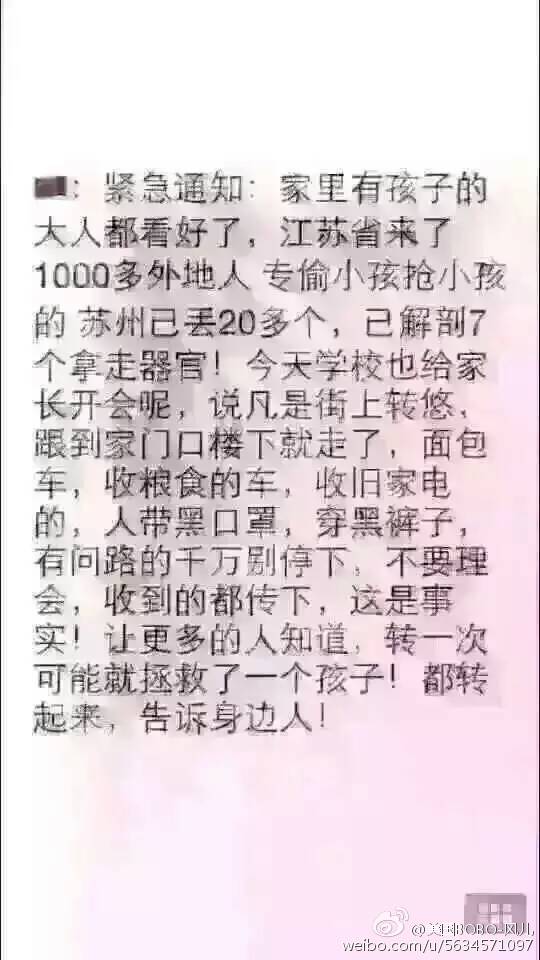 ：紧急通知：家里有孩子的
大人都看好了，江苏省来了
1000多外地人 专偷小孩抢小孩
的 苏州已丢20多个，已解剖7
个拿走器官！今天学校也给家
长开会呢，说凡是街上转悠，
跟到家门口楼下就走了，面包
车，收粮食的车，收旧家电
的，人带黑口罩，穿黑裤子，
有问路的千万别停下，不要理
会，收到的都传下，这是事
实！让更多的人知道，转一次
可能就拯救了一个孩子！都转
起来，告诉身边人！
weibo.com/u/5634571097